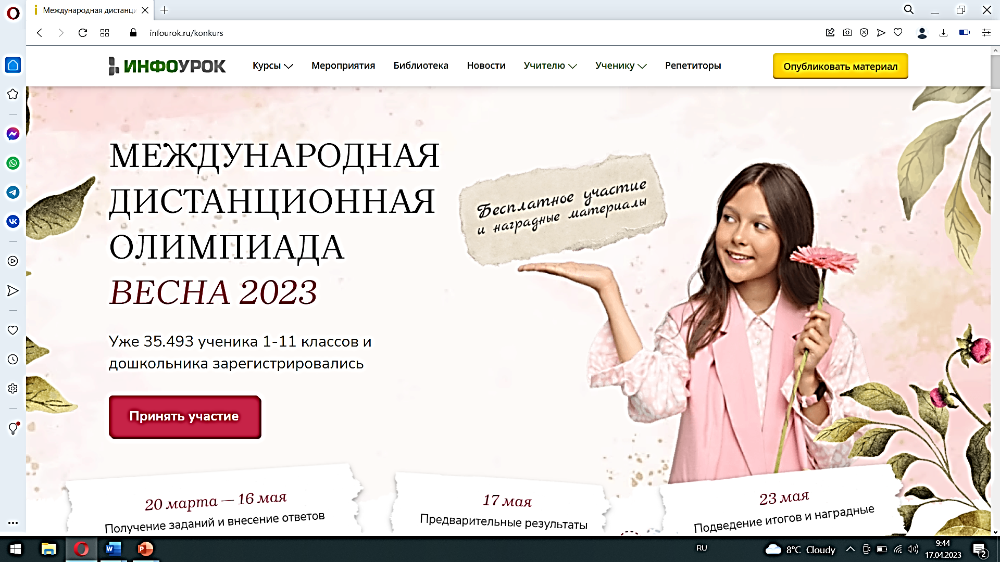 Международная дистанци
infourok.ru/konkurs
ИНФОУРОК
Курсы
Мероприятия
Библиотека
Новости
Учителю
Ученику
Репетиторы
Опубликовать материал
МЕЖДУНАРОДНАЯ
ДИСТАНЦИОННАЯ
ОЛИМПИАДА
ВЕСНА 2023
Бесплатное участие
и наградные материалы
Уже 35.493 ученика 1-11 классов и
дошкольника зарегистрировались
Принять участие
20 марта — 16 мая
Получение заданий и внесение ответов
17 мая
Предварительные результаты
23 мая
Подведение итогов и наградные
RU
8°C Cloudy
9:44
17.04.2023
2